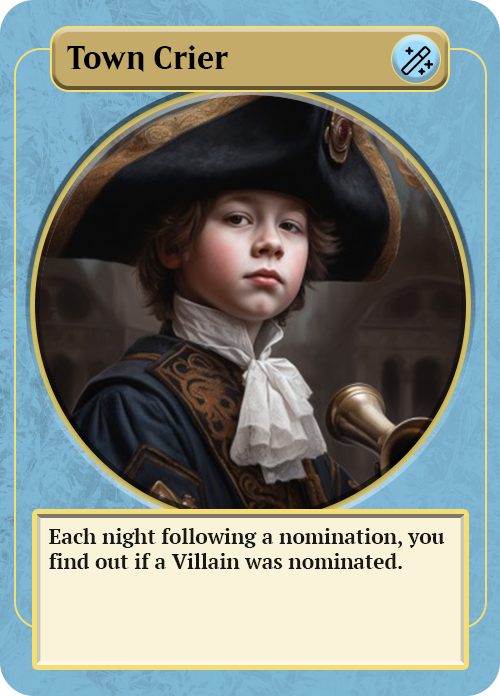 Town Crier
Each night following a nomination, you
find out if a Villain was nominated.